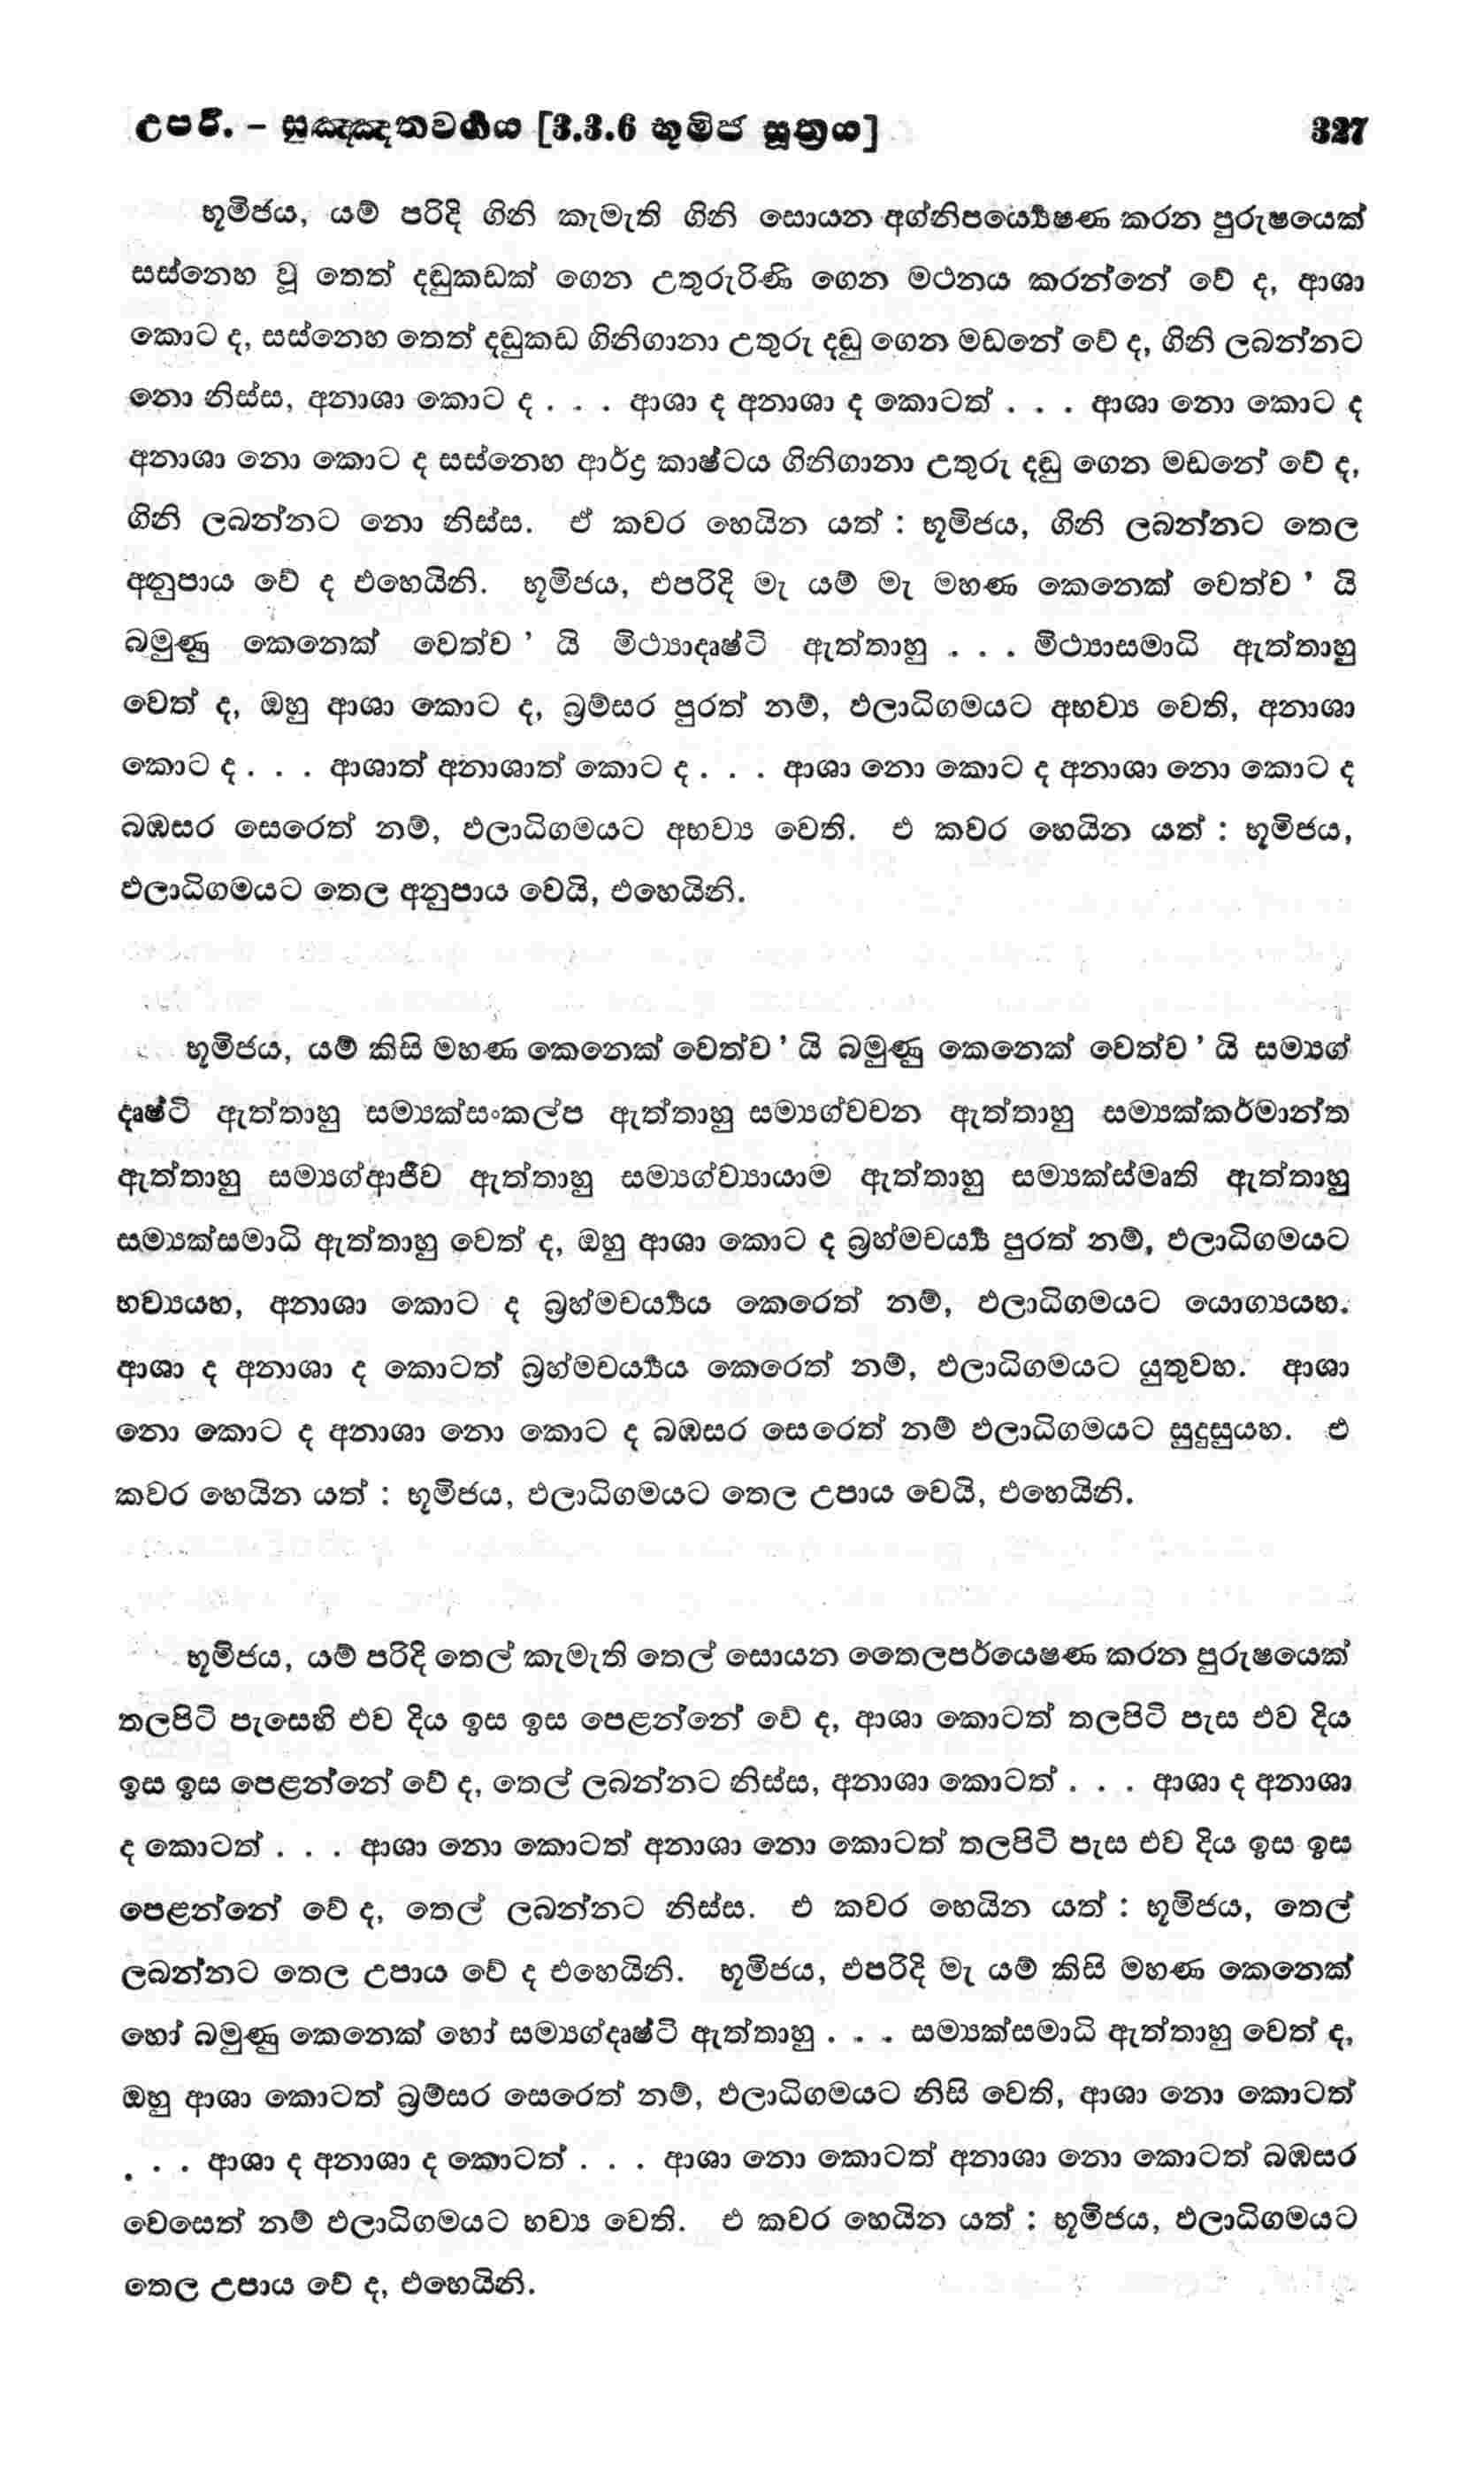 උපරි. – සුඤ්ඤතවර්‍ගය [3.3.6 භූමිජ සූත්‍රය] 327
භූමිජය, යම් පරිදි ගිනි කැමැති ගිනි සොයන අග්නිපර්‍ය්‍යෙෂණ කරන පුරුෂයෙක්
සස්නෙහ වූ තෙත් දඬුකඩක් ගෙන උතුරුරිණි ගෙන මථනය කරන්නේ වේ ද, ආශා
කොට ද, සස්නෙහ තෙත් දඬුකඩ ගිනිගානා උතුරු දඬු ගෙන මඩනේ වේ ද, ගිනි ලබන්නට
නො නිස්ස, අනාශා කොට ද . . . ආශා ද අනාශා ද කොටත් . . . ආශා නො කොට ද
අනාශා නො කොට ද සස්නෙහ ආර්ද්‍ර කාෂ්ටය ගිනිගානා උතුරු දඬු ගෙන මඩනේ වේ ද,
ගිනි ලබන්නට නො නිස්ස. ඒ කවර හෙයින යත් : භූමිජය, ගිනි ලබන්නට තෙල
අනුපාය වේ ද එහෙයිනි. භූමිජය, එපරිදි මැ යම් මැ මහණ කෙනෙක් වෙත්ව ’ යි
බමුණු කෙනෙක් වෙත්ව ’ යි මිථ්‍යාදෘෂ්ටි ඇත්තාහු . . . මිථ්‍යාසමාධි ඇත්තාහු
වෙත් ද, ඔහු ආශා කොට ද, බ්‍රම්සර පුරත් නම්, ඵලාධිගමයට අභව්‍ය වෙති, අනාශා
කොට ද . . . ආශාත් අනාශාත් කොට ද . . . ආශා නො කොට ද අනාශා නො කොට ද
බඹසර සෙරෙත් නම්, ඵලාධිගමයට අභව්‍ය වෙති. එ කවර හෙයින යත් : භූමිජය,
ඵලාධිගමයට තෙල අනුපාය වෙයි, එහෙයිනි.
භූමිජය, යම් කිසි මහණ කෙනෙක් වෙත්ව ’ යි බමුණු කෙනෙක් වෙත්ව ’ යි සම්‍යග්
දෘෂ්ටි ඇත්තාහු සම්‍යක්සංකල්ප ඇත්තාහු සම්‍යග්වචන ඇත්තාහු සම්‍යක්කර්මාන්ත
ඇත්තාහු සම්‍යග්ආජීව ඇත්තාහු සම්‍යග්ව්‍යායාම ඇත්තාහු සම්‍යක්ස්මෘති ඇත්තාහු
සම්‍යක්සමාධි ඇත්තාහු වෙත් ද, ඔහු ආශා කොට ද බ්‍රහ්මචර්‍ය්‍ය පුරත් නම්, ඵලාධිගමයට
භව්‍යයහ, අනාශා කොට ද බ්‍රහ්මචර්‍ය්‍යය කෙරෙත් නම්, ඵලාධිගමයට යොග්‍යයහ.
ආශා ද අනාශා ද කොටත් බ්‍රහ්මචර්‍ය්‍යය කෙරෙත් නම්, ඵලාධිගමයට යුතුවහ. ආශා
නො කොට ද අනාශා නො කොට ද බඹසර සෙරෙත් නම් ඵලාධිගමයට සුදුසුයහ. එ
කවර හෙයින යත් : භූමිජය, ඵලාධිගමයට තෙල උපාය වෙයි, එහෙයිනි.
භූමිජය, යම් පරිදි තෙල් කැමැති තෙල් සොයන තෛලපර්යෙෂණ කරන පුරුෂයෙක්
තලපිටි පැසෙහි එව දිය ඉස ඉස පෙළන්නේ වේ ද, ආශා කොටත් තලපිටි පැස එව දිය
ඉස ඉස පෙළන්නේ වේ ද, තෙල් ලබන්නට නිස්ස, අනාශා කොටත් . . . ආශා ද අනාශා
ද කොටත් . . . ආශා නො කොටත් අනාශා නො කොටත් තලපිටි පැස එව දිය ඉස ඉස
පෙළන්නේ වේ ද, තෙල් ලබන්නට නිස්ස. එ කවර හෙයින යත් : භූමිජය, තෙල්
ලබන්නට තෙල උපාය වේ ද එහෙයිනි. භූමිජය, එපරිදි මැ යම් කිසි මහණ කෙනෙක්
හෝ බමුණු කෙනෙක් හෝ සම්‍යග්දෘෂ්ටි ඇත්තාහු . . . සම්‍යක්සමාධි ඇත්තාහු වෙත් ද,
ඔහු ආශා කොටත් බ්‍රම්සර සෙරෙත් නම්, ඵලාධිගමයට නිසි වෙති, ආශා නො කොටත්
. . . ආශා ද අනාශා ද කොටත් . . . ආශා නො කොටත් අනාශා නො කොටත් බඹසර
වෙසෙත් නම් ඵලාධිගමයට භව්‍ය වෙති. එ කවර හෙයින යත් : භූමිජය, ඵලාධිගමයට
තෙල උපාය වේ ද, එහෙයිනි.